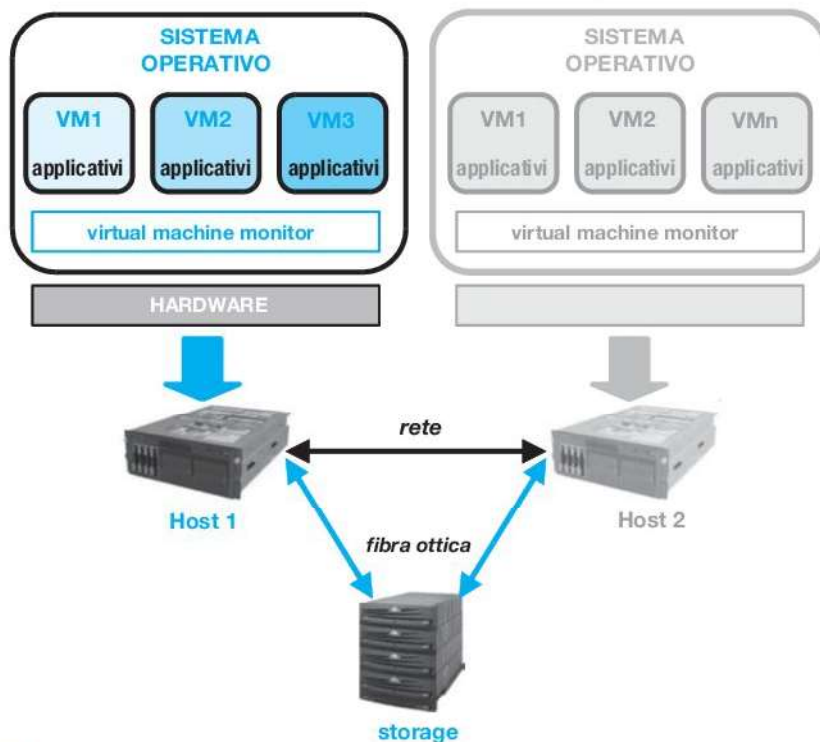 SISTEMA
OPERATIVO
VM1
applicativi
VM2
applicativi
VM3
applicativi
virtual machine monitor
HARDWARE
SISTEMA
OPERATIVO
VM1
applicativi
VM2
applicativi
VMn
applicativi
virtual machine monitor
rete
Host 1
Host 2
fibra ottica
storage